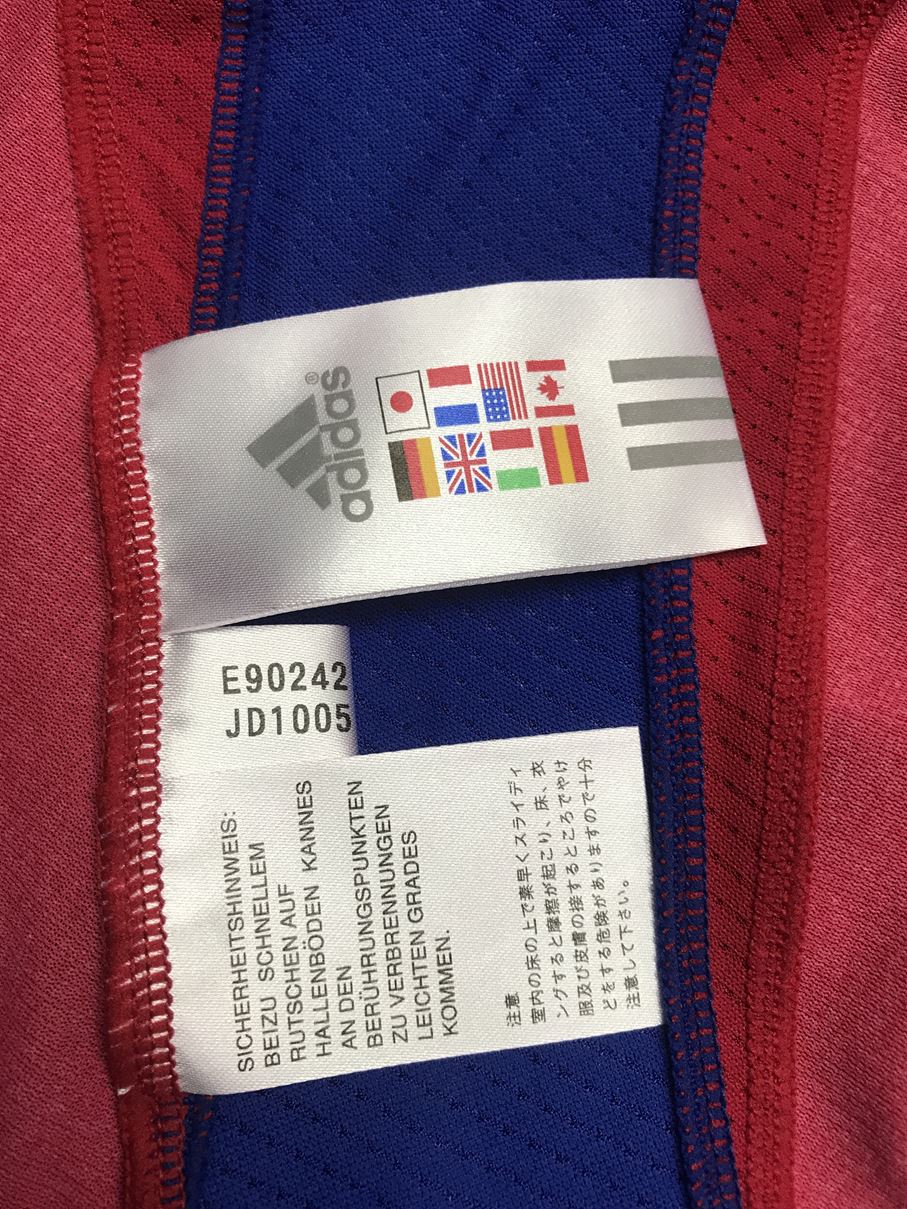 adidas®
E90242
JD1005
SICHERHEITSHINWEIS:
BEIZU SCHNELLEM
RUTSCHEN AUF
HALLENBÖDEN KANNES
AN DEN
BERÜHRUNGSPUNKTEN
ZU VERBRENNUNGEN
LEICHTEN GRADES
KOMMEN.
注意
室内の床の上で素早くスライディ
ングすると摩擦が起こり、床、衣
服及び皮膚の接するところでやけ
どをする危険がありますので十分
注意して下さい。